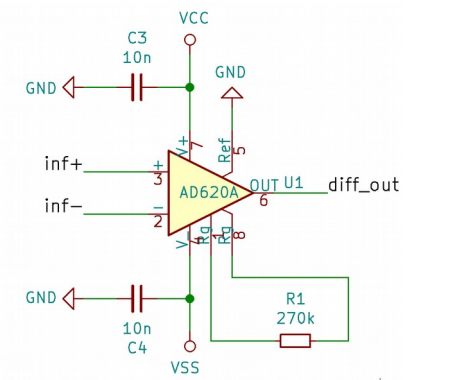 VCC
C3
10n
GND
GND
V+
7
Ref
5
inf+
+
3
AD620A
OUT
U1
6
diff_out
inf-
-
2
V-
4
Rg
1
Rg
8
GND
10n
C4
R1
270k
VSS